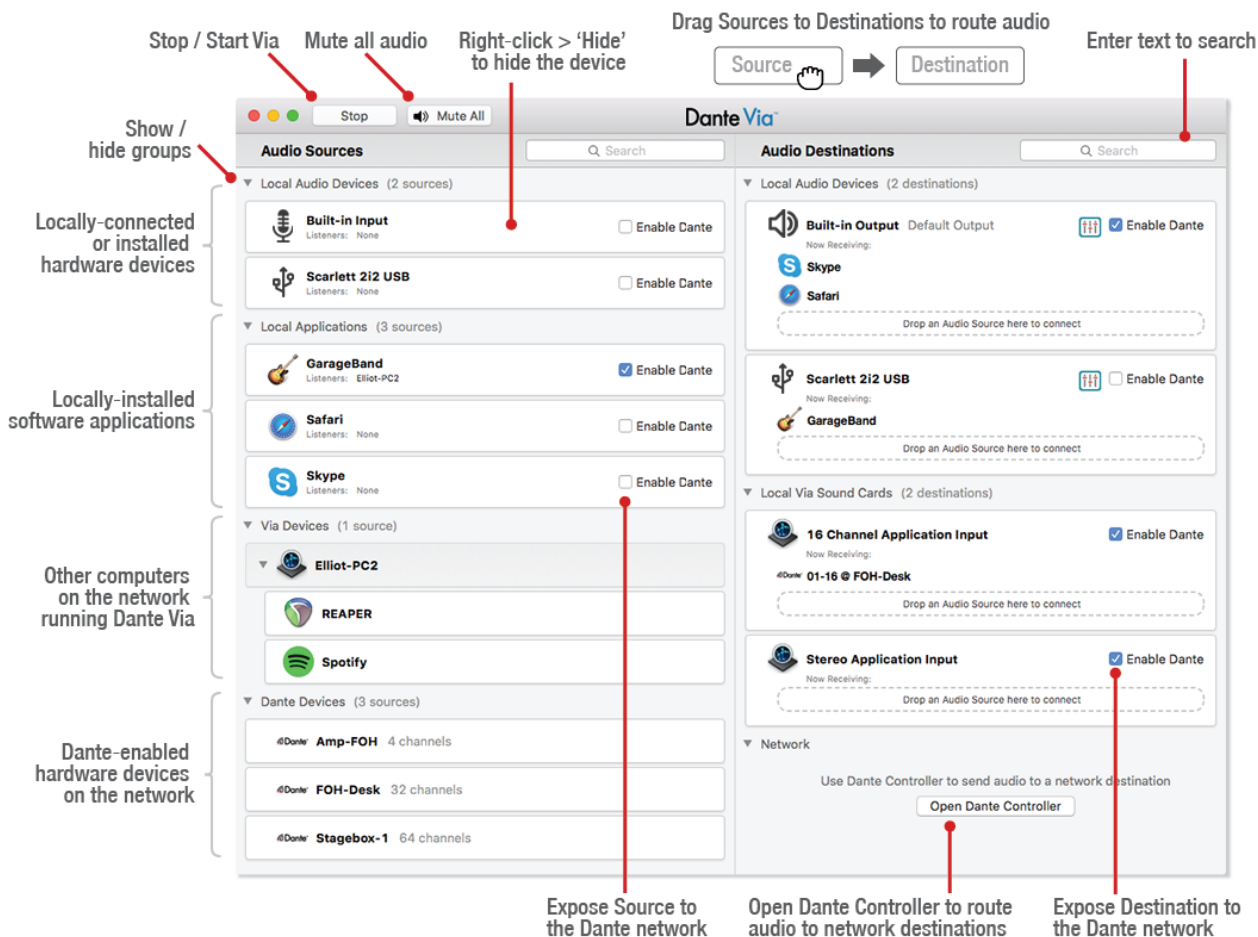 Drag Sources to Destinations to route audio
Stop / Start Via
Mute all audio
Right-click > ‘Hide’
to hide the device
Source
Destination
Enter text to search
Show /
hide groups
Stop
Mute All
Dante Via™
Audio Sources
Search
Audio Destinations
Search
Locally-connected
or installed
hardware devices
Local Audio Devices (2 sources)
Built-in Input
Listeners: None
Enable Dante
Scarlett 2i2 USB
Listeners: None
Enable Dante
Locally-installed
software applications
Local Applications (3 sources)
GarageBand
Listeners: Elliot-PC2
Enable Dante
Safari
Listeners: None
Enable Dante
Skype
Listeners: None
Enable Dante
Other computers
on the network
running Dante Via
Via Devices (1 source)
Elliot-PC2
REAPER
Spotify
Dante-enabled
hardware devices
on the network
Dante Devices (3 sources)
Dante Amp-FOH 4 channels
Dante FOH-Desk 32 channels
Dante Stagebox-1 64 channels
Local Audio Devices (2 destinations)
Built-in Output Default Output
Enable Dante
Now Receiving:
Skype
Safari
Drop an Audio Source here to connect
Scarlett 2i2 USB
Enable Dante
Now Receiving:
GarageBand
Drop an Audio Source here to connect
Local Via Sound Cards (2 destinations)
16 Channel Application Input
Enable Dante
Now Receiving:
Dante 01-16 @ FOH-Desk
Drop an Audio Source here to connect
Stereo Application Input
Enable Dante
Now Receiving:
Drop an Audio Source here to connect
Network
Use Dante Controller to send audio to a network destination
Open Dante Controller
Expose Source to
the Dante network
Open Dante Controller to route
audio to network destinations
Expose Destination to
the Dante network